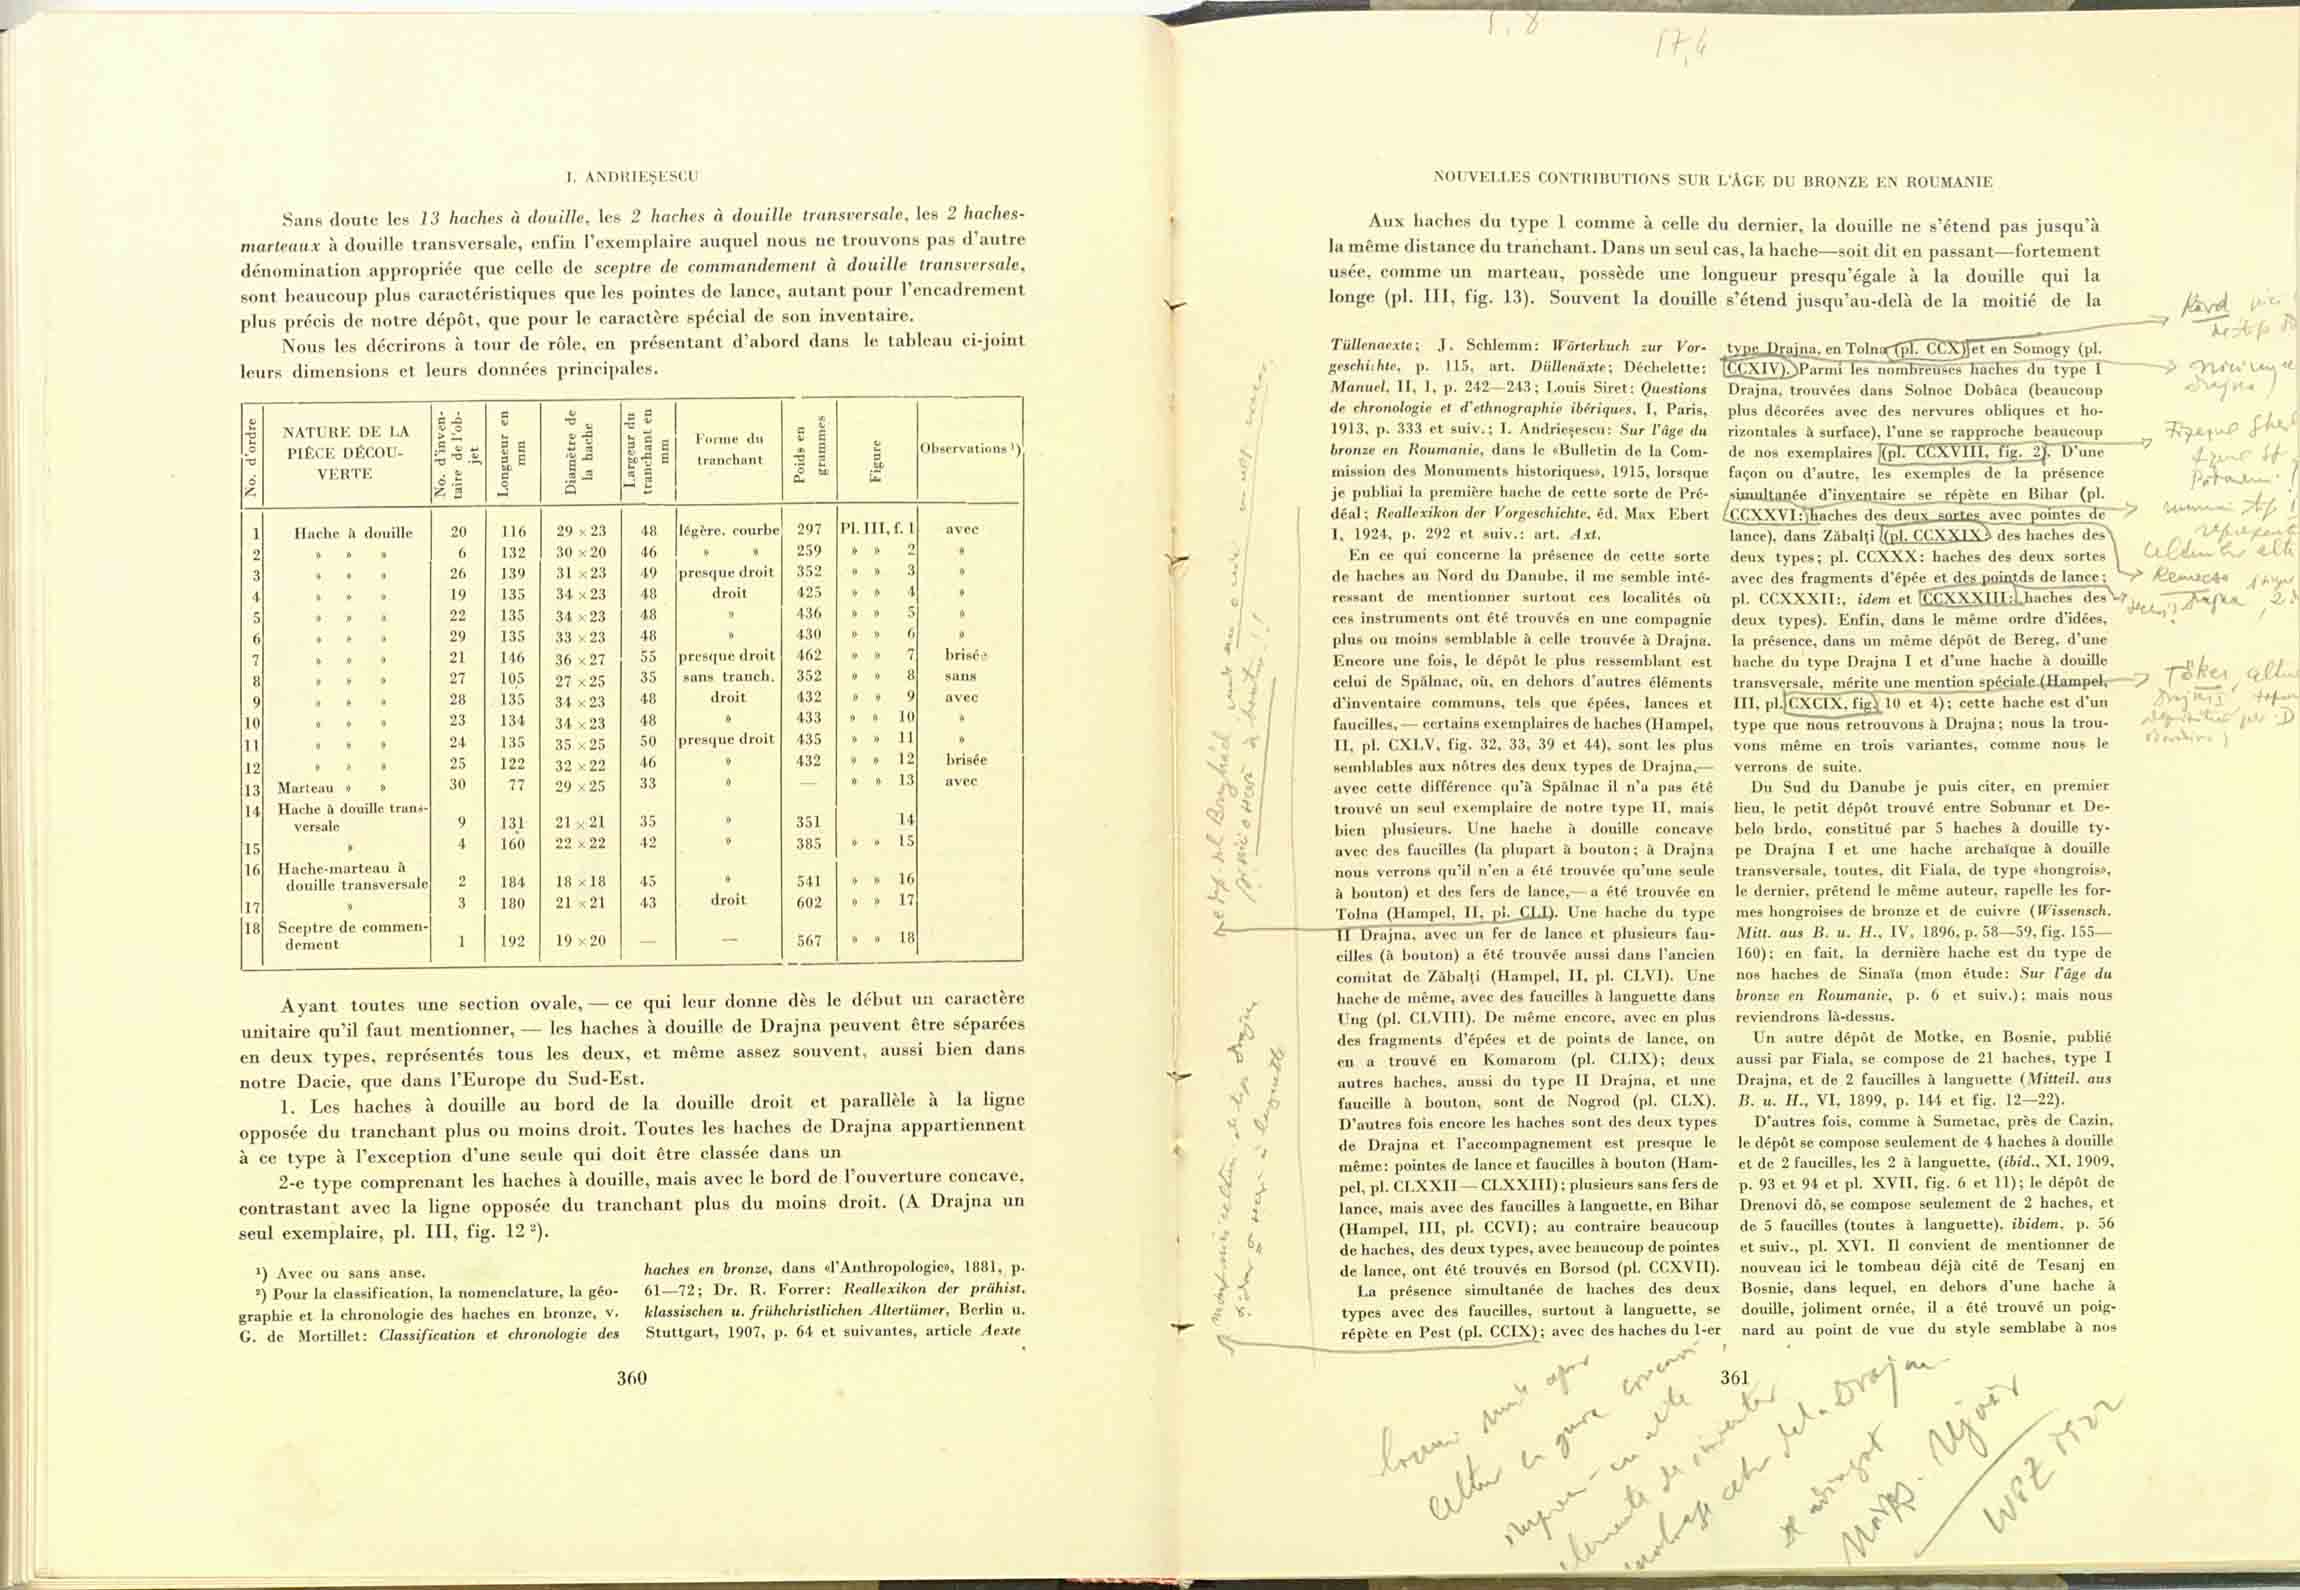 J. ANDRIEȘESCU
Sans doute les 13 haches à douille, les 2 haches à douille transversale, les 2 haches-
marteaux à douille transversale, enfin l'exemplaire auquel nous ne trouvons pas d'autre
dénomination appropriée que celle de sceptre de commandement à douille transversale,
sont beaucoup plus caractéristiques que les pointes de lance, autant pour l'encadrement
plus précis de notre dépôt, que pour le caractère spécial de son inventaire.
Nous les décrirons à tour de rôle, en présentant d'abord dans le tableau ci-joint
leurs dimensions et leurs données principales.
No. d'ordre | NATURE DE LA PIÈCE DÉCOU-VERTE | No. d'inven-taire de l'ob-jet | Longueur en mm | Diamètre de la hache | Largeur du tranchant en mm | Forme du tranchant | Poids en grammes | Figure | Observations ¹)
1 Hache à douille 20 116 29 × 23 48 légère. courbe 297 Pl. III, f. 1 avec
2 » » » 6 132 30 × 20 46 » » 259 » » 2 »
3 » » » 26 139 31 × 23 49 presque droit 352 » » 3 »
4 » » » 19 135 34 × 23 48 droit 425 » » 4 »
5 » » » 22 135 34 × 23 48 » 436 » » 5 »
6 » » » 29 135 33 × 23 48 » 430 » » 6 »
7 » » » 21 146 36 × 27 55 presque droit 462 » » 7 brisée
8 » » » 27 105 27 × 25 35 sans tranch. 352 » » 8 sans
9 » » » 28 135 34 × 23 48 droit 432 » » 9 avec
10 » » » 23 134 34 × 23 48 » 433 » » 10 »
11 » » » 24 135 35 × 25 50 presque droit 435 » » 11 »
12 » » » 25 122 32 × 22 46 » 432 » » 12 brisée
13 Marteau » » 30 77 29 × 25 33 » — » » 13 avec
14 Hache à douille trans-
versale 9 131 21 × 21 35 » 351 14
15 » 4 160 22 × 22 42 » 385 » » 15
16 Hache-marteau à
douille transversale 2 184 18 × 18 45 » 541 » » 16
17 » 3 180 21 × 21 43 droit 602 » » 17
18 Sceptre de commen-
dement 1 192 19 × 20 — — 567 » » 18
Ayant toutes une section ovale, — ce qui leur donne dès le début un caractère
unitaire qu'il faut mentionner, — les haches à douille de Drajna peuvent être séparées
en deux types, représentés tous les deux, et même assez souvent, aussi bien dans
notre Dacie, que dans l'Europe du Sud-Est.
1. Les haches à douille au bord de la douille droit et parallèle à la ligne
opposée du tranchant plus ou moins droit. Toutes les haches de Drajna appartiennent
à ce type à l'exception d'une seule qui doit être classée dans un
2-e type comprenant les haches à douille, mais avec le bord de l'ouverture concave,
contrastant avec la ligne opposée du tranchant plus du moins droit. (A Drajna un
seul exemplaire, pl. III, fig. 12 ²).
¹) Avec ou sans anse.
²) Pour la classification, la nomenclature, la géo-
graphie et la chronologie des haches en bronze, v.
G. de Mortillet: Classification et chronologie des
haches en bronze, dans «l'Anthropologie», 1881, p.
61—72; Dr. R. Forrer: Reallexikon der prähist.
klassischen u. frühchristlichen Altertümer, Berlin u.
Stuttgart, 1907, p. 64 et suivantes, article Aexte
360
17,4
NOUVELLES CONTRIBUTIONS SUR L'ÂGE DU BRONZE EN ROUMANIE
Aux haches du type 1 comme à celle du dernier, la douille ne s'étend pas jusqu'à
la même distance du tranchant. Dans un seul cas, la hache—soit dit en passant—fortement
usée, comme un marteau, possède une longueur presqu'égale à la douille qui la
longe (pl. III, fig. 13). Souvent la douille s'étend jusqu'au-delà de la moitié de la
Tüllenaexte; J. Schlemm: Wörterbuch zur Vor-
geschichte, p. 115, art. Düllenäxte; Déchelette:
Manuel, II, 1, p. 242—243; Louis Siret: Questions
de chronologie et d'ethnographie ibériques, I, Paris,
1913, p. 333 et suiv.; I. Andrieșescu: Sur l'âge du
bronze en Roumanie, dans le «Bulletin de la Com-
mission des Monuments historiques», 1915, lorsque
je publiai la première hache de cette sorte de Pré-
déal; Reallexikon der Vorgeschichte, éd. Max Ebert
I, 1924, p. 292 et suiv.: art. Axt.
En ce qui concerne la présence de cette sorte
de haches au Nord du Danube, il me semble inté-
ressant de mentionner surtout ces localités où
ces instruments ont été trouvés en une compagnie
plus ou moins semblable à celle trouvée à Drajna.
Encore une fois, le dépôt le plus ressemblant est
celui de Spălnac, où, en dehors d'autres éléments
d'inventaire communs, tels que épées, lances et
faucilles, — certains exemplaires de haches (Hampel,
II, pl. CXLV, fig. 32, 33, 39 et 44), sont les plus
semblables aux nôtres des deux types de Drajna,—
avec cette différence qu'à Spălnac il n'a pas été
trouvé un seul exemplaire de notre type II, mais
bien plusieurs. Une hache à douille concave
avec des faucilles (la plupart à bouton; à Drajna
nous verrons qu'il n'en a été trouvée qu'une seule
à bouton) et des fers de lance,— a été trouvée en
Tolna (Hampel, II, pl. CLI). Une hache du type
II Drajna, avec un fer de lance et plusieurs fau-
cilles (à bouton) a été trouvée aussi dans l'ancien
comitat de Zăbalți (Hampel, II, pl. CLVI). Une
hache de même, avec des faucilles à languette dans
Ung (pl. CLVIII). De même encore, avec en plus
des fragments d'épées et de points de lance, on
en a trouvé en Komarom (pl. CLIX); deux
autres haches, aussi du type II Drajna, et une
faucille à bouton, sont de Nogrod (pl. CLX).
D'autres fois encore les haches sont des deux types
de Drajna et l'accompagnement est presque le
même: pointes de lance et faucilles à bouton (Ham-
pel, pl. CLXXII — CLXXIII); plusieurs sans fers de
lance, mais avec des faucilles à languette, en Bihar
(Hampel, III, pl. CCVI); au contraire beaucoup
de haches, des deux types, avec beaucoup de pointes
de lance, ont été trouvés en Borsod (pl. CCXVII).
La présence simultanée de haches des deux
types avec des faucilles, surtout à languette, se
répète en Pest (pl. CCIX); avec des haches du 1-er
type Drajna, en Tolna (pl. CCX) et en Somogy (pl.
CCXIV). Parmi les nombreuses haches du type I
Drajna, trouvées dans Solnoc Dobâca (beaucoup
plus décorées avec des nervures obliques et ho-
rizontales à surface), l'une se rapproche beaucoup
de nos exemplaires (pl. CCXVIII, fig. 2). D'une
façon ou d'autre, les exemples de la présence
simultanée d'inventaire se répète en Bihar (pl.
CCXXVI: haches des deux sortes avec pointes de
lance), dans Zăbalți (pl. CCXXIX: des haches des
deux types; pl. CCXXX: haches des deux sortes
avec des fragments d'épée et des pointds de lance;
pl. CCXXXII:, idem et CCXXXIII: haches des
deux types). Enfin, dans le même ordre d'idées,
la présence, dans un même dépôt de Bereg, d'une
hache du type Drajna I et d'une hache à douille
transversale, mérite une mention spéciale (Hampel,
III, pl. CXCIX, fig. 10 et 4); cette hache est d'un
type que nous retrouvons à Drajna; nous la trou-
vons même en trois variantes, comme nous le
verrons de suite.
Du Sud du Danube je puis citer, en premier
lieu, le petit dépôt trouvé entre Sobunar et De-
belo brdo, constitué par 5 haches à douille ty-
pe Drajna I et une hache archaïque à douille
transversale, toutes, dit Fiala, de type «hongrois»,
le dernier, prétend le même auteur, rapelle les for-
mes hongroises de bronze et de cuivre (Wissensch.
Mitt. aus B. u. H., IV, 1896, p. 58—59, fig. 155—
160); en fait, la dernière hache est du type de
nos haches de Sinaïa (mon étude: Sur l'âge du
bronze en Roumanie, p. 6 et suiv.); mais nous
reviendrons là-dessus.
Un autre dépôt de Motke, en Bosnie, publié
aussi par Fiala, se compose de 21 haches, type I
Drajna, et de 2 faucilles à languette (Mitteil. aus
B. u. H., VI, 1899, p. 144 et fig. 12—22).
D'autres fois, comme à Sumetac, près de Cazin,
le dépôt se compose seulement de 4 haches à douille
et de 2 faucilles, les 2 à languette, (ibid., XI, 1909,
p. 93 et 94 et pl. XVII, fig. 6 et 11); le dépôt de
Drenovi dô, se compose seulement de 2 haches, et
de 5 faucilles (toutes à languette). ibidem, p. 56
et suiv., pl. XVI. Il convient de mentionner de
nouveau ici le tombeau déjà cité de Tesanj en
Bosnie, dans lequel, en dehors d'une hache à
douille, joliment ornée, il a été trouvé un poig-
nard au point de vue du style semblabe à nos
361
WPZ 1922